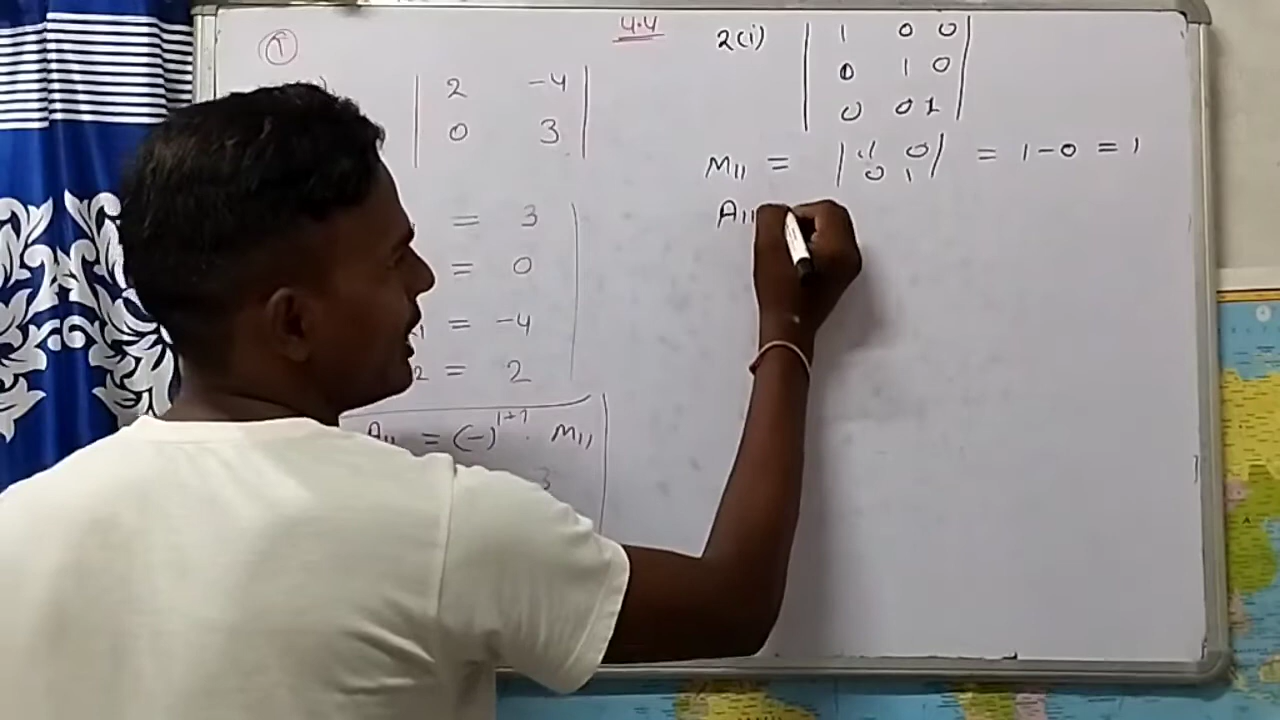 4.4
①
2 -4
0 3
= 3
= 0
= -4
2 = 2
A11 = (-)^1+1 . M11
3
2(i)
1 0 0
0 1 0
0 0 1
M11 = | 1 0 | = 1-0 = 1
0 1
A11